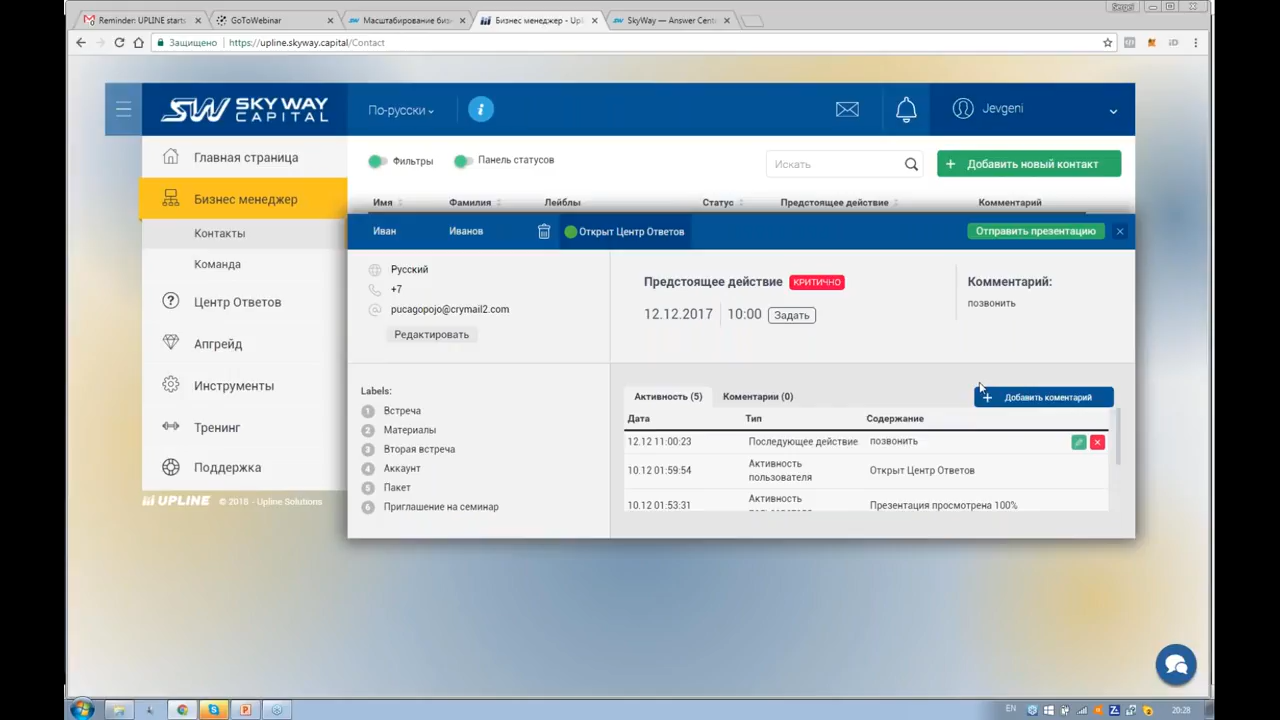 Sergei
Reminder: UPLINE starts
GoToWebinar
Масштабирование биз
Бизнес менеджер - Upl
SkyWay — Answer Cente
Защищено
https://upline.skyway.capital/Contact
SW SKY WAY CAPITAL
По-русски
i
Jevgeni
Главная страница
Бизнес менеджер
Контакты
Команда
Центр Ответов
Апгрейд
Инструменты
Тренинг
Поддержка
UPLINE © 2016 - Upline Solutions
Фильтры
Панель статусов
Искать
+ Добавить новый контакт
Имя Фамилия Лейблы Статус Предстоящее действие Комментарий
Иван Иванов Открыт Центр Ответов Отправить презентацию
Русский
+7
pucagopojo@crymail2.com
Редактировать
Предстоящее действие КРИТИЧНО
12.12.2017 10:00 Задать
Комментарий:
позвонить
Labels:
1 Встреча
2 Материалы
3 Вторая встреча
4 Аккаунт
5 Пакет
6 Приглашение на семинар
Активность (5) Коментарии (0) + Добавить коментарий
Дата Тип Содержание
12.12 11:00:23 Последующее действие позвонить
10.12 01:59:54 Активность пользователя Открыт Центр Ответов
10.12 01:53:31 Активность пользователя Презентация просмотрена 100%
EN
20:28